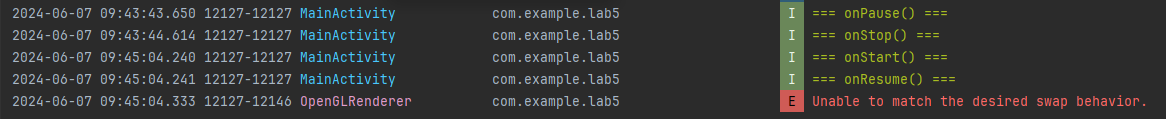 2024-06-07 09:43:43.650 12127-12127 MainActivity com.example.lab5 I === onPause() ===
2024-06-07 09:43:44.614 12127-12127 MainActivity com.example.lab5 I === onStop() ===
2024-06-07 09:45:04.240 12127-12127 MainActivity com.example.lab5 I === onStart() ===
2024-06-07 09:45:04.241 12127-12127 MainActivity com.example.lab5 I === onResume() ===
2024-06-07 09:45:04.333 12127-12146 OpenGLRenderer com.example.lab5 E Unable to match the desired swap behavior.